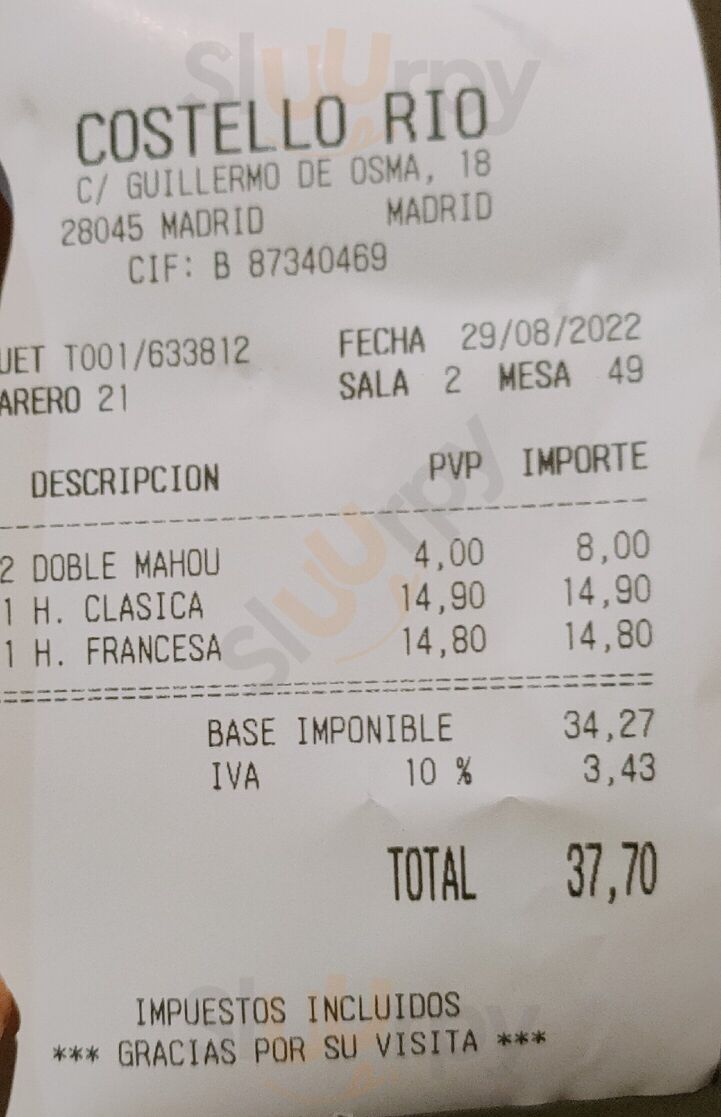 COSTELLO RIO
C/ GUILLERMO DE OSMA, 18
28045 MADRID MADRID
CIF: B 87340469
UET T001/633812 FECHA 29/08/2022
ARERO 21 SALA 2 MESA 49
DESCRIPCION PVP IMPORTE
2 DOBLE MAHOU 4,00 8,00
1 H. CLASICA 14,90 14,90
1 H. FRANCESA 14,80 14,80
BASE IMPONIBLE 34,27
IVA 10 % 3,43
TOTAL 37,70
IMPUESTOS INCLUIDOS
*** GRACIAS POR SU VISITA ***
sluurpy
sluurpy
sluurpy